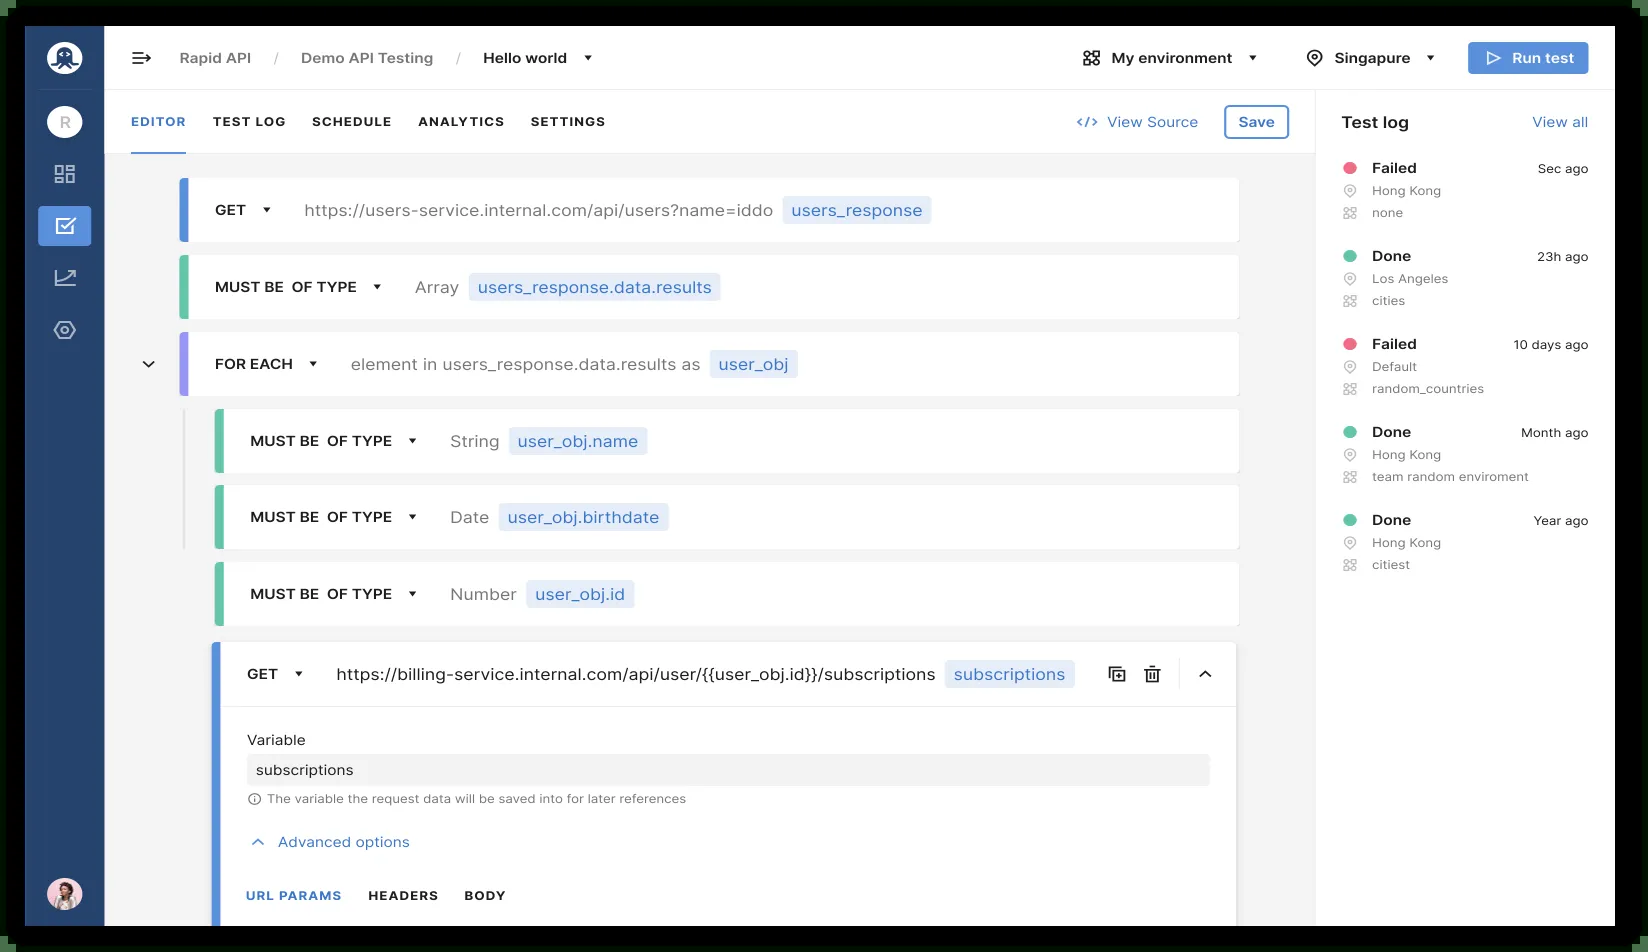 Rapid API / Demo API Testing / Hello world
My environment
Singapore
Run test
R
EDITOR TEST LOG SCHEDULE ANALYTICS SETTINGS
</> View Source
Save
GET https://users-service.internal.com/api/users?name=iddo users_response
MUST BE OF TYPE Array users_response.data.results
FOR EACH element in users_response.data.results as user_obj
MUST BE OF TYPE String user_obj.name
MUST BE OF TYPE Date user_obj.birthdate
MUST BE OF TYPE Number user_obj.id
GET https://billing-service.internal.com/api/user/{{user_obj.id}}/subscriptions subscriptions
Variable
subscriptions
The variable the request data will be saved into for later references
Advanced options
URL PARAMS HEADERS BODY
Test log View all
Failed Sec ago
Hong Kong
none
Done 23h ago
Los Angeles
cities
Failed 10 days ago
Default
random_countries
Done Month ago
Hong Kong
team random enviroment
Done Year ago
Hong Kong
citiest